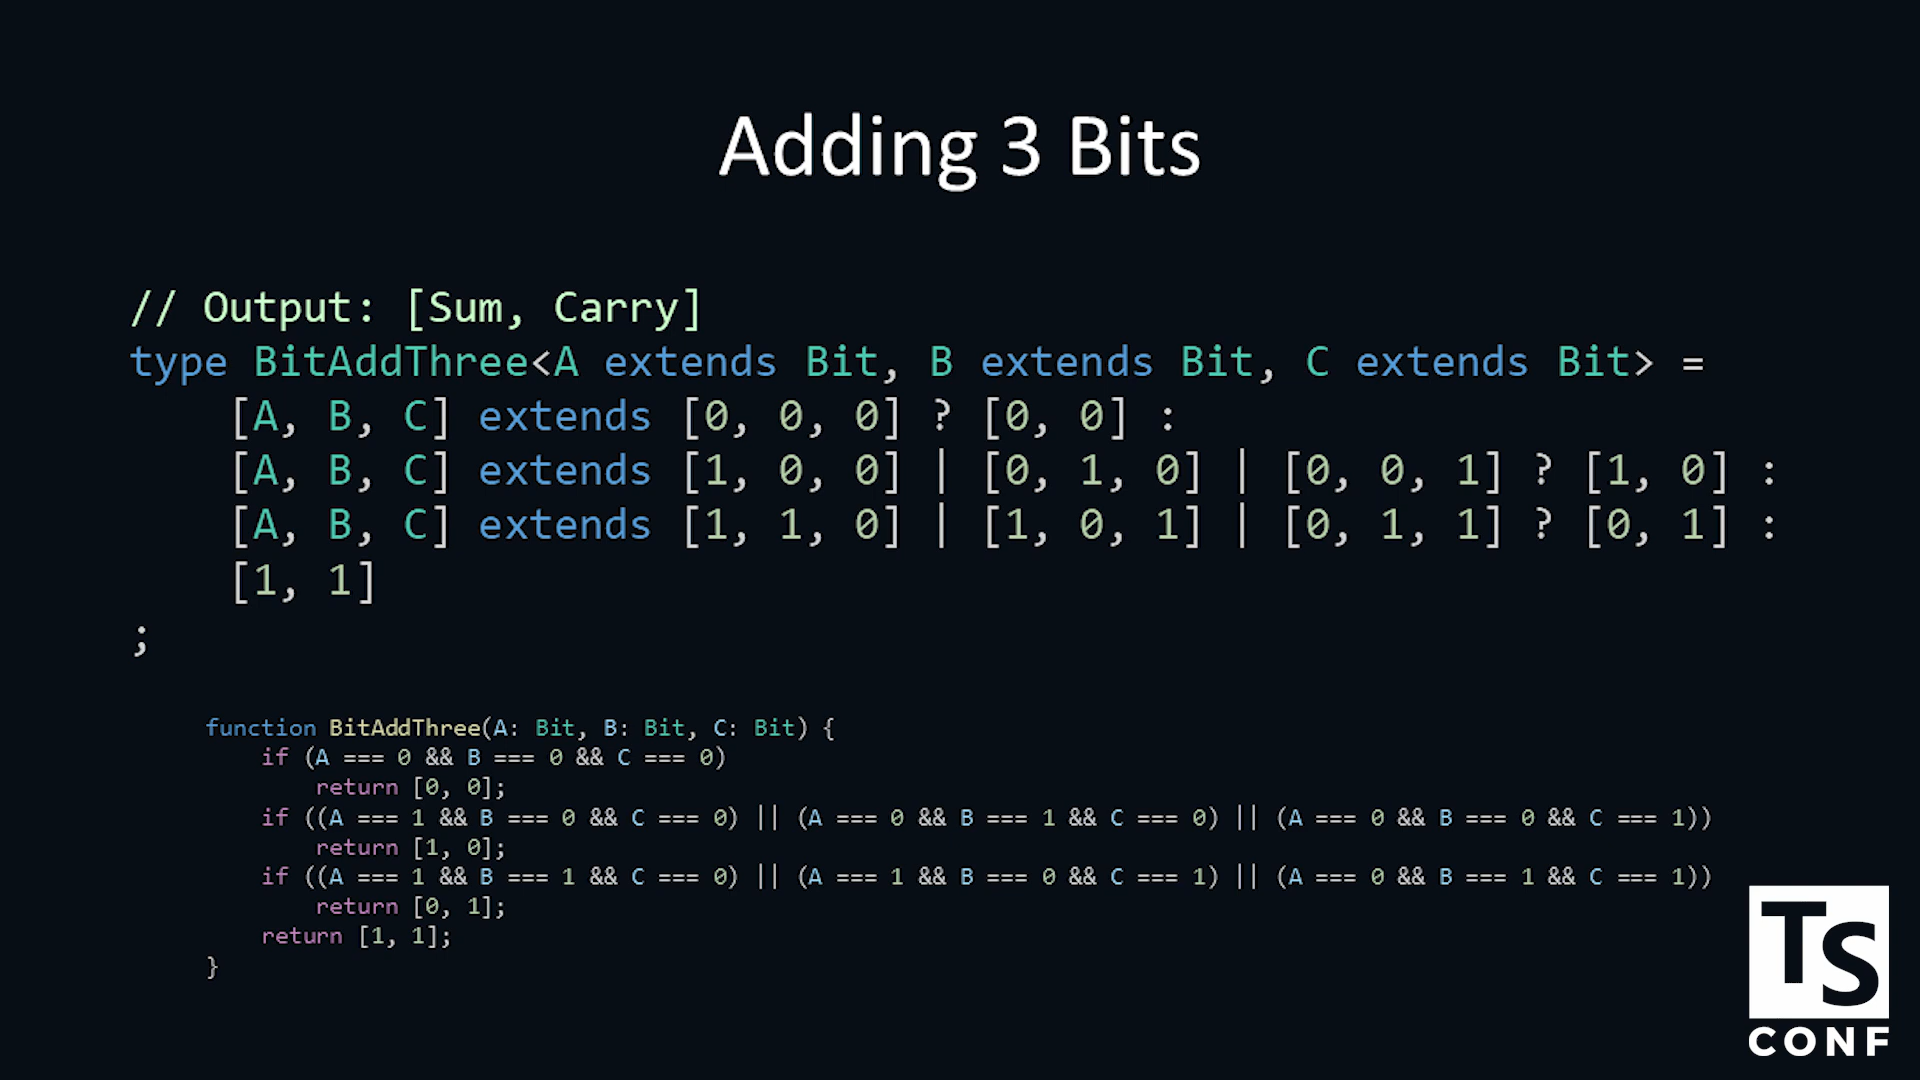 Adding 3 Bits
// Output: [Sum, Carry]
type BitAddThree<A extends Bit, B extends Bit, C extends Bit> =
    [A, B, C] extends [0, 0, 0] ? [0, 0] :
    [A, B, C] extends [1, 0, 0] | [0, 1, 0] | [0, 0, 1] ? [1, 0] :
    [A, B, C] extends [1, 1, 0] | [1, 0, 1] | [0, 1, 1] ? [0, 1] :
    [1, 1]
;
function BitAddThree(A: Bit, B: Bit, C: Bit) {
    if (A === 0 && B === 0 && C === 0)
        return [0, 0];
    if ((A === 1 && B === 0 && C === 0) || (A === 0 && B === 1 && C === 0) || (A === 0 && B === 0 && C === 1))
        return [1, 0];
    if ((A === 1 && B === 1 && C === 0) || (A === 1 && B === 0 && C === 1) || (A === 0 && B === 1 && C === 1))
        return [0, 1];
    return [1, 1];
}
TS
CONF